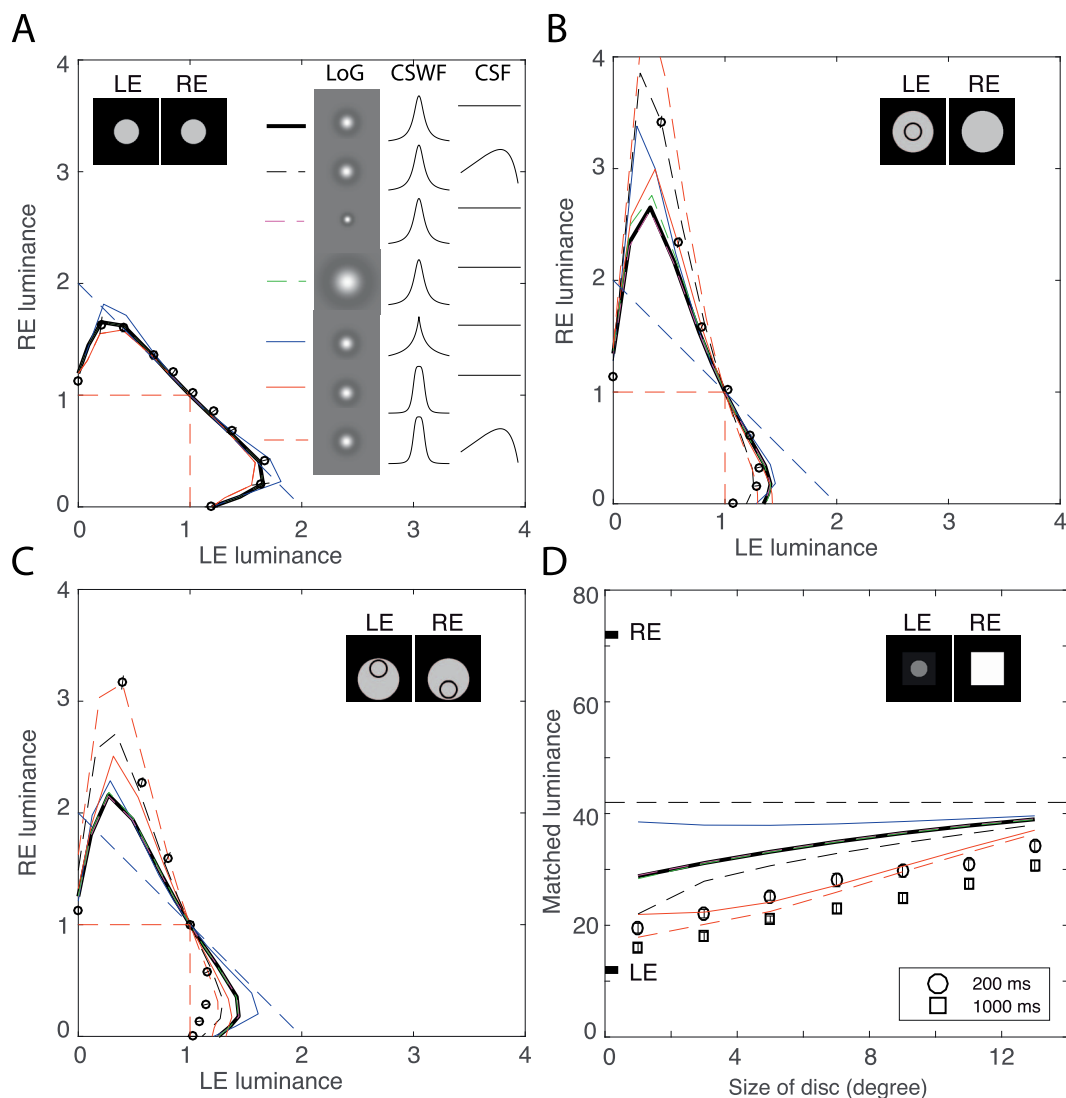 A
LE RE
LoG CSWF CSF
4
3
2
1
0
RE luminance
0 1 2 3 4
LE luminance
B
LE RE
4
3
2
1
0
RE luminance
0 1 2 3 4
LE luminance
C
LE RE
4
3
2
1
0
RE luminance
0 1 2 3 4
LE luminance
D
LE RE
80
60
40
20
0
RE
LE
Matched luminance
200 ms
1000 ms
0 4 8 12
Size of disc (degree)